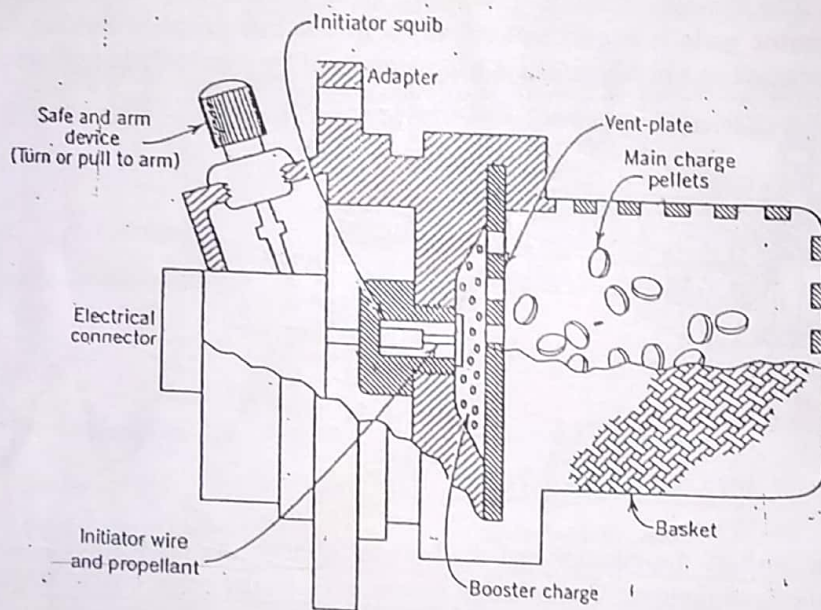 Initiator squib
Adapter
Safe and arm
device
(Turn or pull to arm)
Vent-plate
Main charge
pellets
Electrical
connector
Initiator wire
and propellant
Basket
Booster charge